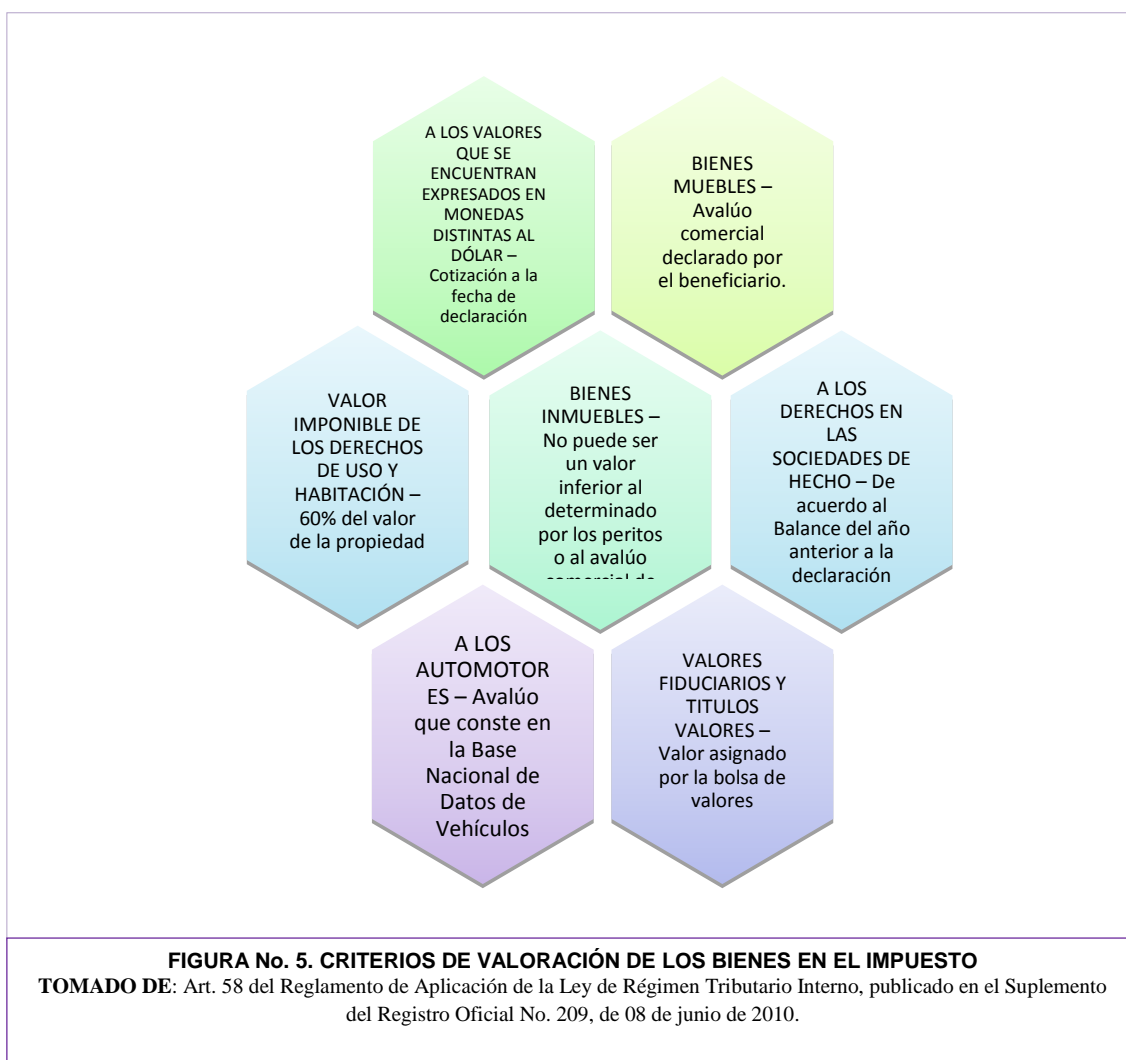 A LOS VALORES
QUE SE
ENCUENTRAN
EXPRESADOS EN
MONEDAS
DISTINTAS AL
DÓLAR –
Cotización a la
fecha de
declaración
BIENES
MUEBLES –
Avalúo
comercial
declarado por
el beneficiario.
VALOR
IMPONIBLE DE
LOS DERECHOS
DE USO Y
HABITACIÓN –
60% del valor
de la propiedad
BIENES
INMUEBLES –
No puede ser
un valor
inferior al
determinado
por los peritos
o al avalúo
comercial de
A LOS
DERECHOS EN
LAS
SOCIEDADES DE
HECHO – De
acuerdo al
Balance del año
anterior a la
declaración
A LOS
AUTOMOTOR
ES – Avalúo
que conste en
la Base
Nacional de
Datos de
Vehículos
VALORES
FIDUCIARIOS Y
TITULOS
VALORES –
Valor asignado
por la bolsa de
valores
FIGURA No. 5. CRITERIOS DE VALORACIÓN DE LOS BIENES EN EL IMPUESTO
TOMADO DE: Art. 58 del Reglamento de Aplicación de la Ley de Régimen Tributario Interno, publicado en el Suplemento
del Registro Oficial No. 209, de 08 de junio de 2010.